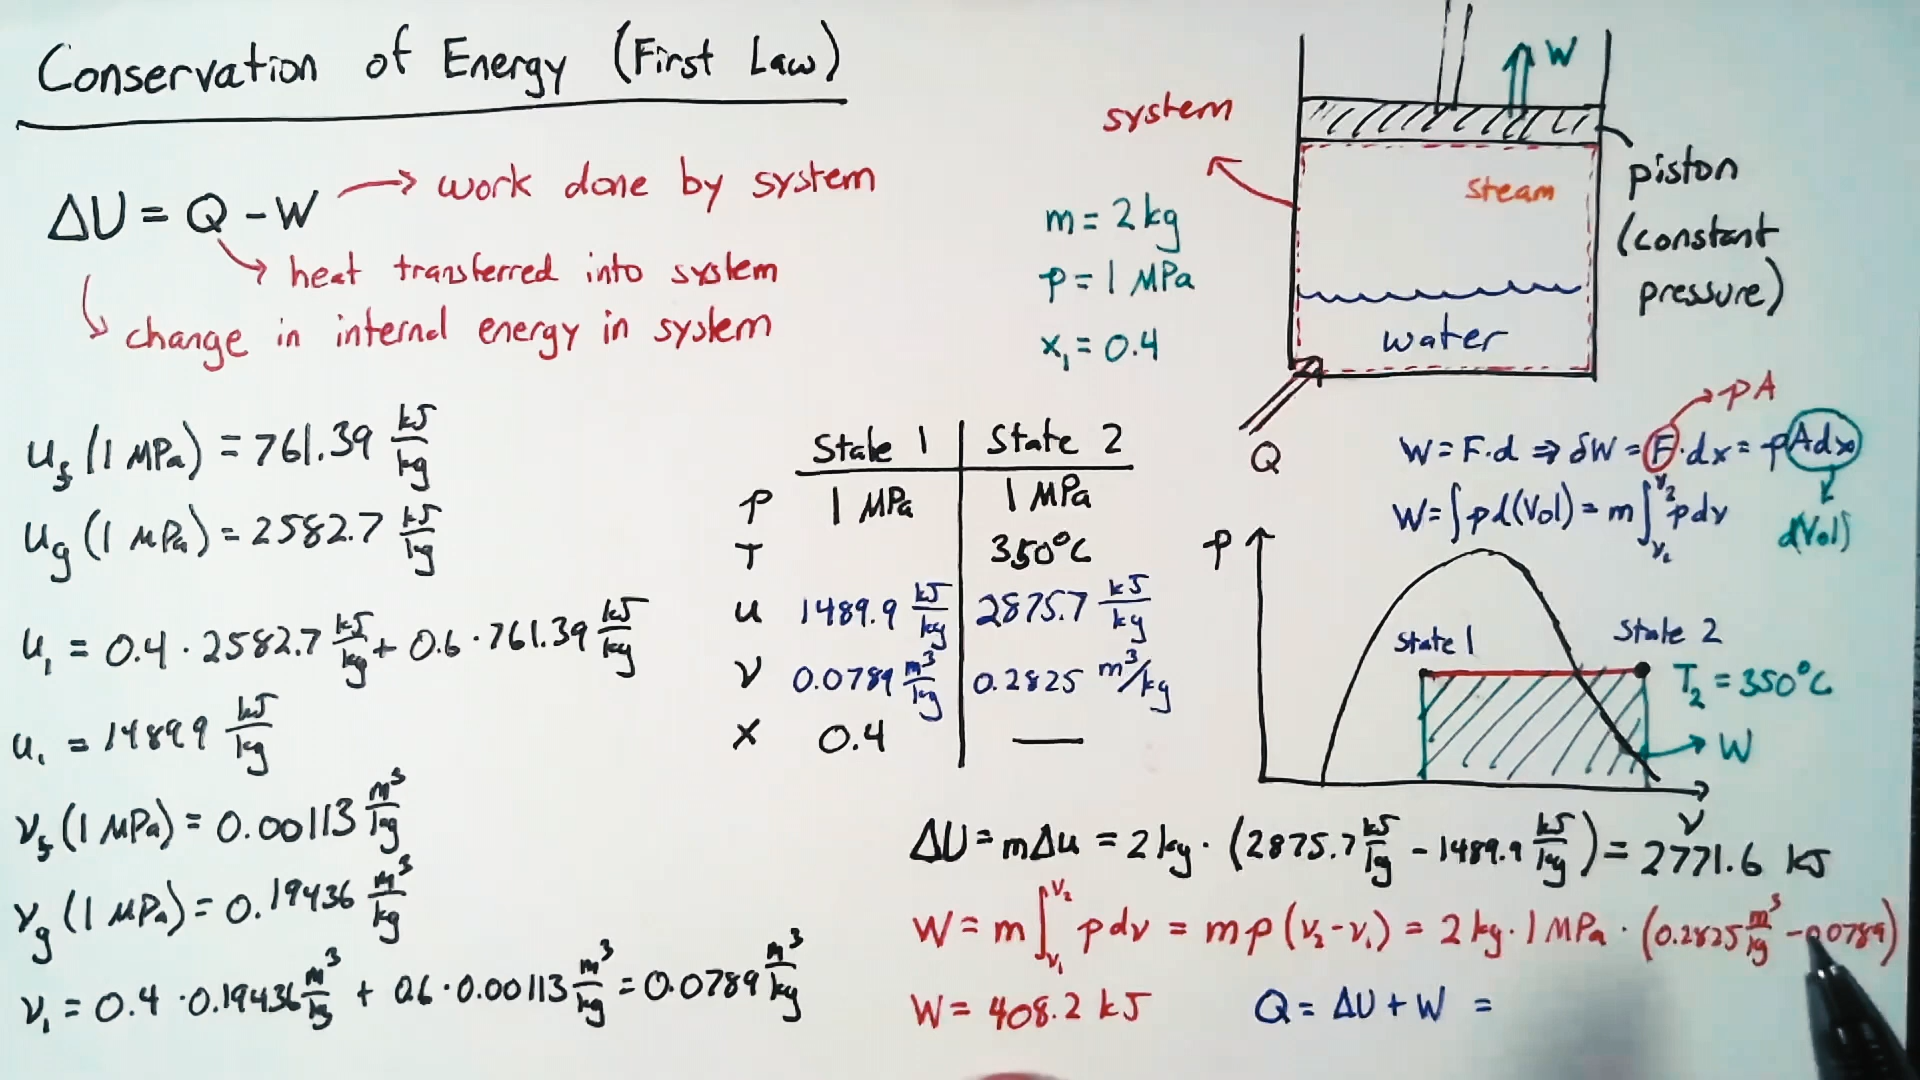 Conservation of Energy (First Law)
ΔU = Q - W → work done by system
heat transferred into system
change in internal energy in system
u_f (1 MPa) = 761.39 kJ/kg
u_g (1 MPa) = 2582.7 kJ/kg
u₁ = 0.4 · 2582.7 kJ/kg + 0.6 · 761.39 kJ/kg
u₁ = 1489.9 kJ/kg
v_f (1 MPa) = 0.00113 m³/kg
v_g (1 MPa) = 0.19436 m³/kg
v₁ = 0.4 · 0.19436 m³/kg + 0.6 · 0.00113 m³/kg = 0.0789 m³/kg
m = 2 kg
p = 1 MPa
x₁ = 0.4
system
W
steam
water
piston
(constant
pressure)
Q
State 1 State 2
p 1 MPa 1 MPa
T 350°C
u 1489.9 kJ/kg 2875.7 kJ/kg
v 0.0789 m³/kg 0.2825 m³/kg
x 0.4 —
pA
W = F·d ⇒ δW = F·dx = pAdx
W = ∫pd(Vol) = m∫_v₁^v₂ pdv
d(Vol)
p
State 1
State 2
T₂ = 350°C
W
v
ΔU = mΔu = 2 kg · (2875.7 kJ/kg - 1489.9 kJ/kg) = 2771.6 kJ
W = m∫_v₁^v₂ pdv = mp(v₂-v₁) = 2 kg · 1 MPa · (0.2825 m³/kg - 0.0789)
W = 408.2 kJ
Q = ΔU + W =